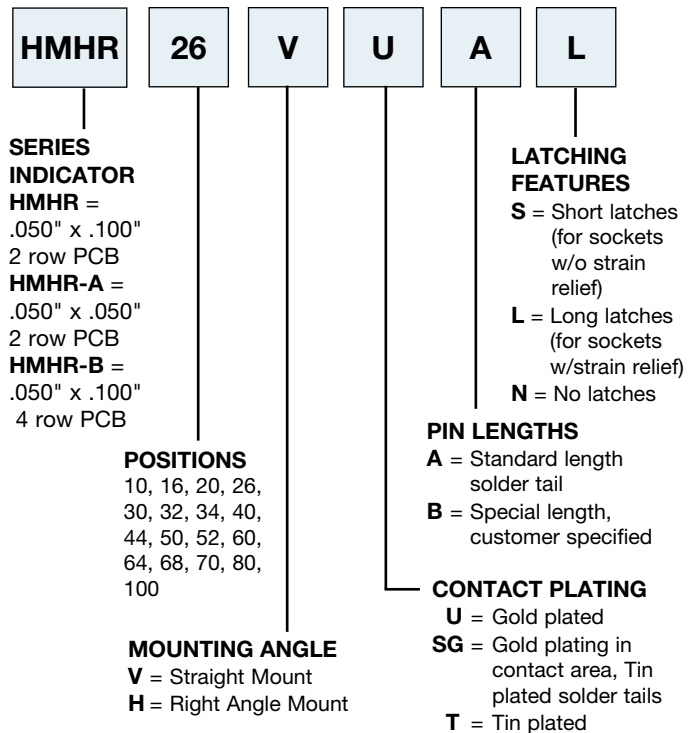 HMHR 26 V U A L
SERIES
INDICATOR
HMHR =
.050" x .100"
2 row PCB
HMHR-A =
.050" x .050"
2 row PCB
HMHR-B =
.050" x .100"
4 row PCB
POSITIONS
10, 16, 20, 26,
30, 32, 34, 40,
44, 50, 52, 60,
64, 68, 70, 80,
100
MOUNTING ANGLE
V = Straight Mount
H = Right Angle Mount
LATCHING
FEATURES
S = Short latches
(for sockets
w/o strain
relief)
L = Long latches
(for sockets
w/strain relief)
N = No latches
PIN LENGTHS
A = Standard length
solder tail
B = Special length,
customer specified
CONTACT PLATING
U = Gold plated
SG = Gold plating in
contact area, Tin
plated solder tails
T = Tin plated